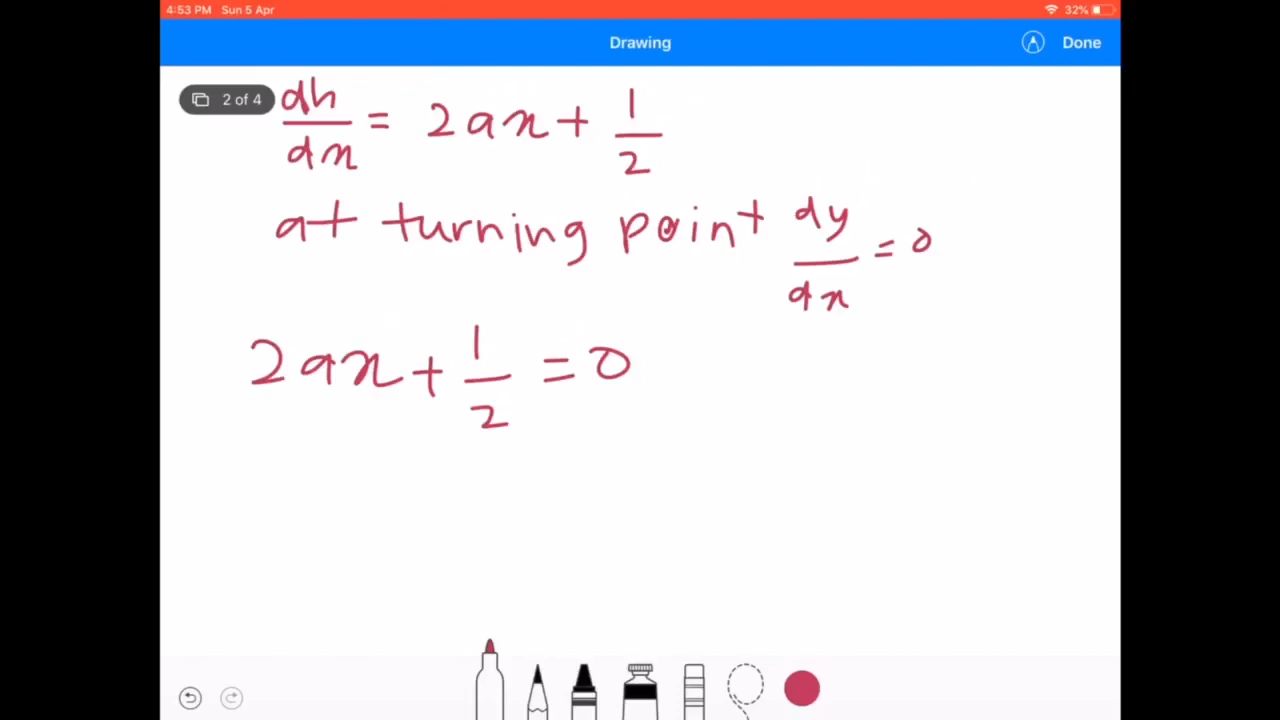 4:53 PM Sun 5 Apr 32%
Drawing Done
2 of 4
dh/dx = 2ax + 1/2
at turning point dy/dx = 0
2ax + 1/2 = 0